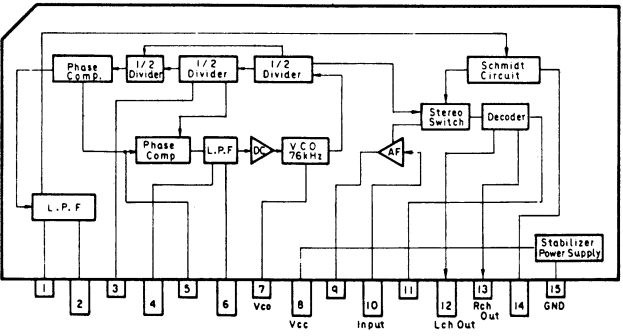 Phase
Comp.
1/2
Divider
1/2
Divider
1/2
Divider
Schmidt
Circuit
Stereo
Switch
Decoder
Phase
Comp
L.P.F
DC
VCO
76kHz
AF
L.P.F
Stabilizer
Power Supply
1
2
3
4
5
6
7
8
9
10
11
12
13
14
15
Vco
Vcc
Input
Lch Out
Rch
Out
GND